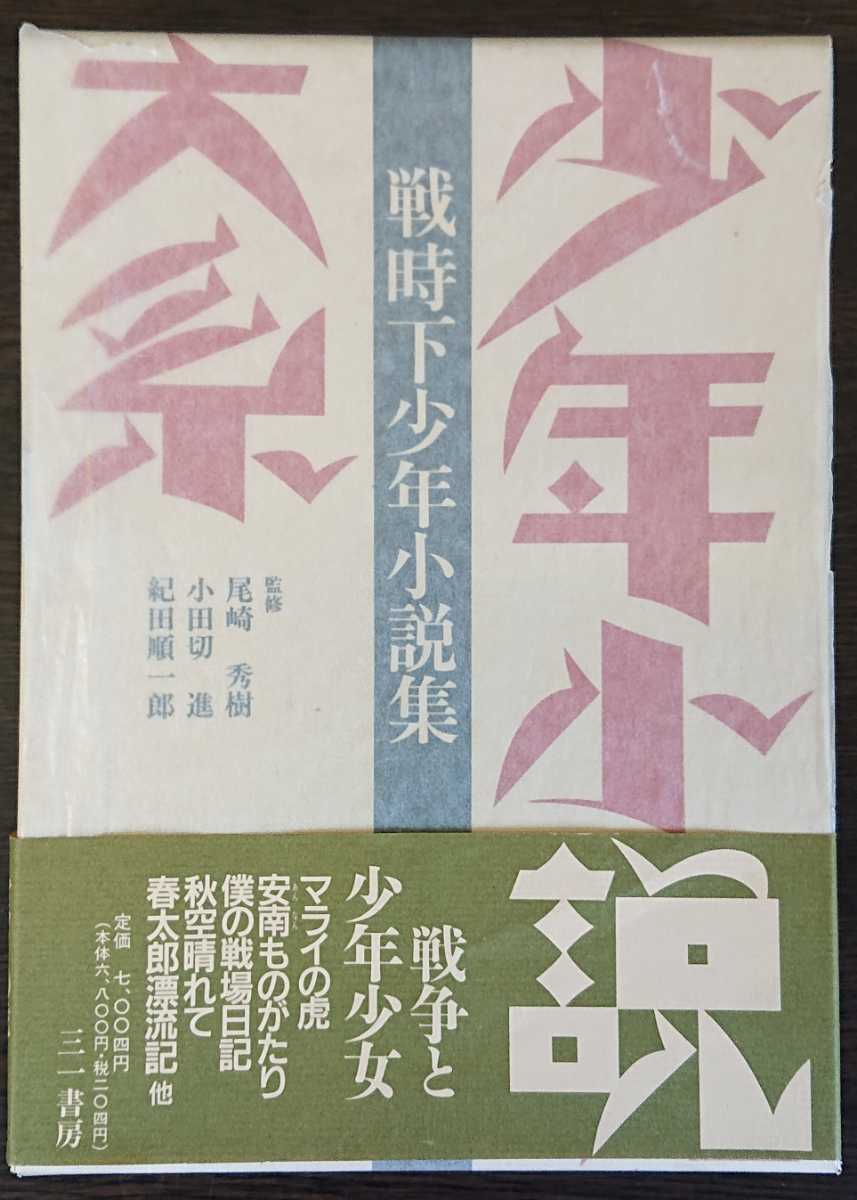 少年小説
大系
戦時下少年小説集
監修
尾崎 秀樹
小田切 進
紀田順一郎
戦争と
少年少女
マライの虎
安南ものがたり
あんなん
僕の戦場日記
秋空晴れて
春太郎漂流記 他
定価 七、〇〇四円
(本体六、八〇〇円・税二〇四円)
三一書房